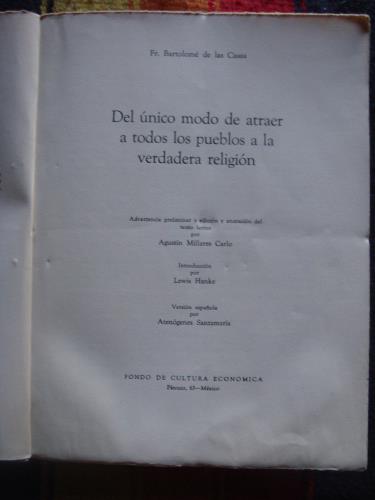 Fr. Bartolomé de las Casas
Del único modo de atraer
a todos los pueblos a la
verdadera religión
Advertencia preliminar y edición y anotación del
texto latino
por
Agustín Millares Carlo
Introducción
por
Lewis Hanke
Versión española
por
Atenógenes Santamaría
FONDO DE CULTURA ECONOMICA
Pánuco, 63—México